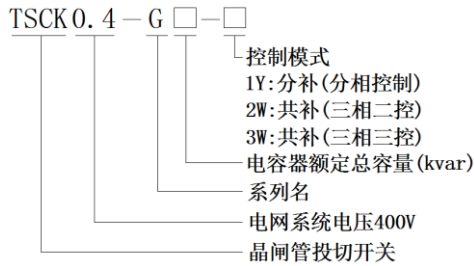 TSCK0.4-G□-□
控制模式
1Y:分补(分相控制)
2W:共补(三相二控)
3W:共补(三相三控)
电容器额定总容量(kvar)
系列名
电网系统电压400V
晶闸管投切开关